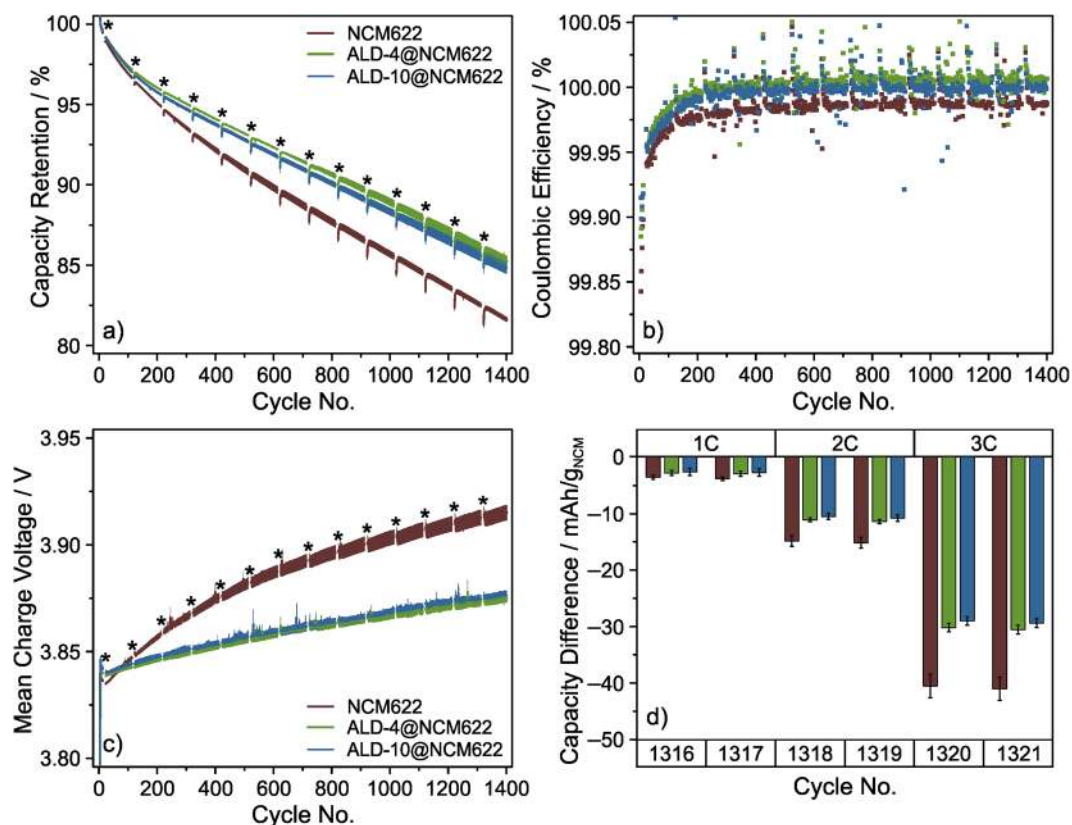 NCM622
ALD-4@NCM622
ALD-10@NCM622
* * * * * * * * * * * * * *
100
95
90
85
80
Capacity Retention / %
a)
0 200 400 600 800 1000 1200 1400
Cycle No.
100.05
100.00
99.95
99.90
99.85
99.80
Coulombic Efficiency / %
b)
0 200 400 600 800 1000 1200 1400
Cycle No.
3.95
3.90
3.85
3.80
Mean Charge Voltage / V
* * * * * * * * * * * * * *
NCM622
ALD-4@NCM622
ALD-10@NCM622
c)
0 200 400 600 800 1000 1200 1400
Cycle No.
1C 2C 3C
0
−10
−20
−30
−40
−50
Capacity Difference / mAh/gNCM
d)
1316 1317 1318 1319 1320 1321
Cycle No.